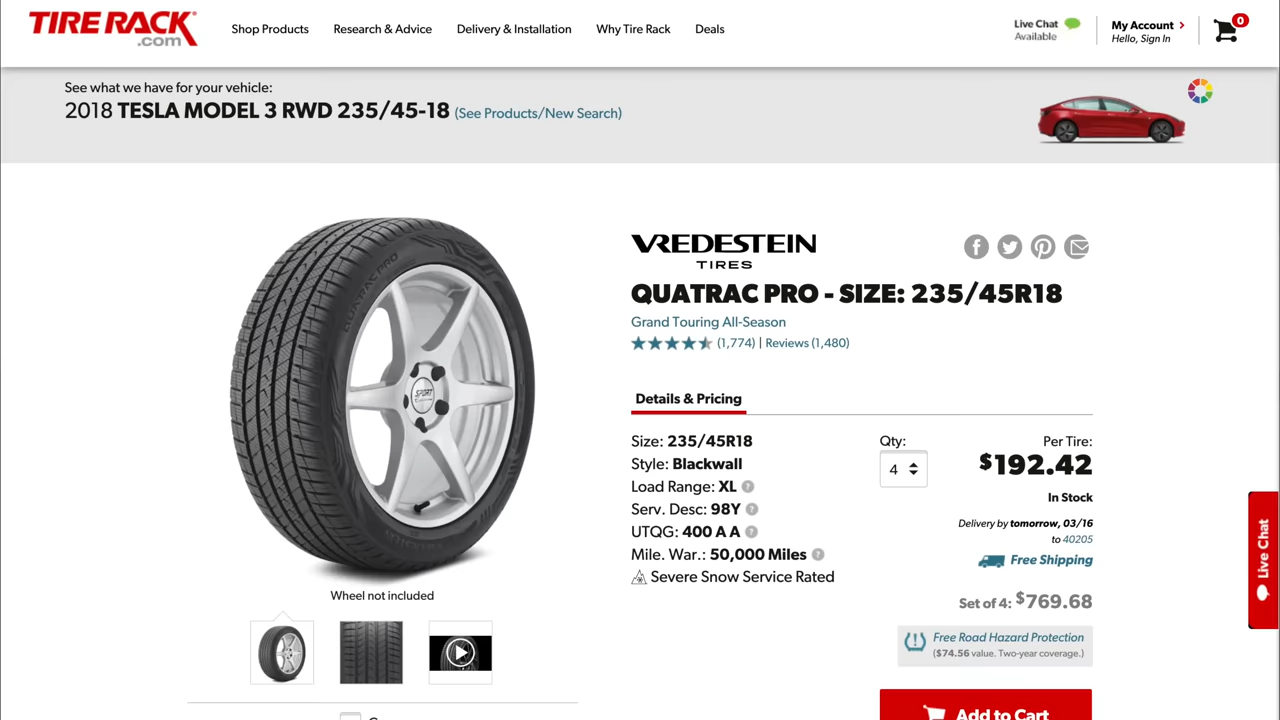 TIRE RACK
.com
Shop Products
Research & Advice
Delivery & Installation
Why Tire Rack
Deals
Live Chat
Available
My Account
Hello, Sign In
0
See what we have for your vehicle:
2018 TESLA MODEL 3 RWD 235/45-18 (See Products/New Search)
VREDESTEIN
TIRES
QUATRAC PRO - SIZE: 235/45R18
Grand Touring All-Season
(1,774) | Reviews (1,480)
QUATRAC PRO
SPORT
Details & Pricing
Size: 235/45R18
Style: Blackwall
Load Range: XL ?
Serv. Desc: 98Y ?
UTQG: 400 A A ?
Mile. War.: 50,000 Miles ?
Severe Snow Service Rated
Qty:
4
Per Tire:
$192.42
In Stock
Delivery by tomorrow, 03/16
to 40205
Free Shipping
Set of 4: $769.68
Free Road Hazard Protection
($74.56 value. Two-year coverage.)
Add to Cart
Live Chat
Wheel not included